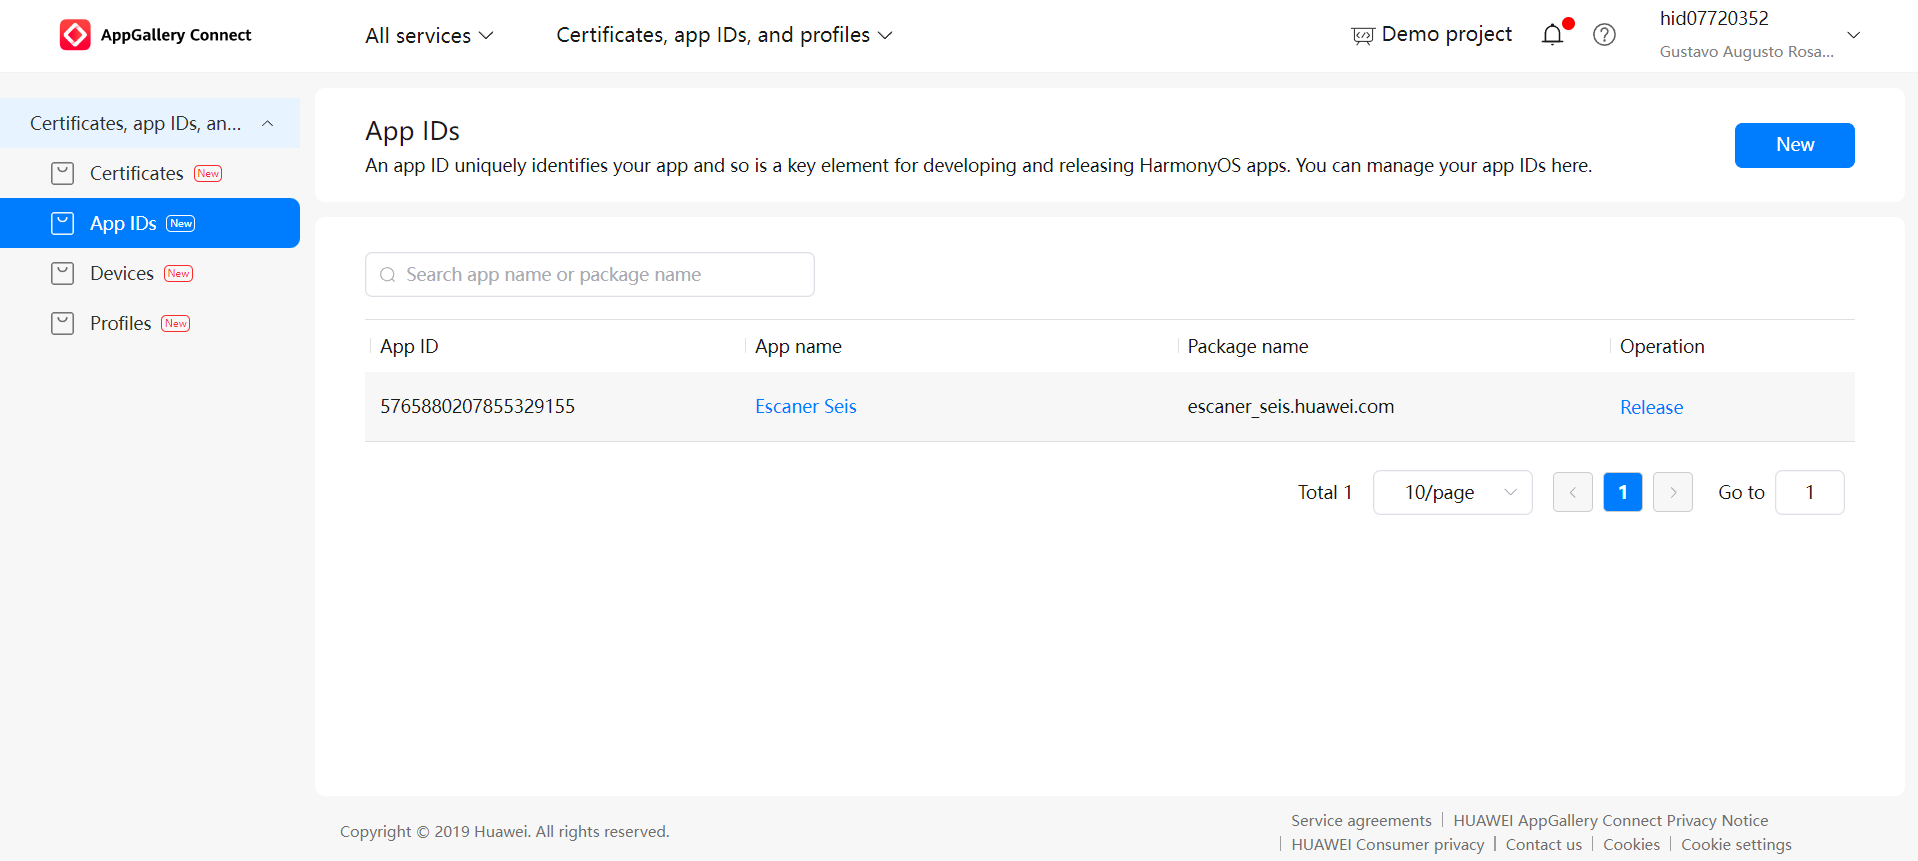 AppGallery Connect
All services
Certificates, app IDs, and profiles
Demo project
hid07720352
Gustavo Augusto Rosa...
Certificates, app IDs, an...
Certificates New
App IDs New
Devices New
Profiles New
App IDs
An app ID uniquely identifies your app and so is a key element for developing and releasing HarmonyOS apps. You can manage your app IDs here.
New
Search app name or package name
App ID App name Package name Operation
5765880207855329155 Escaner Seis escaner_seis.huawei.com Release
Total 1 10/page 1 Go to 1
Copyright © 2019 Huawei. All rights reserved.
Service agreements | HUAWEI AppGallery Connect Privacy Notice
| HUAWEI Consumer privacy | Contact us | Cookies | Cookie settings